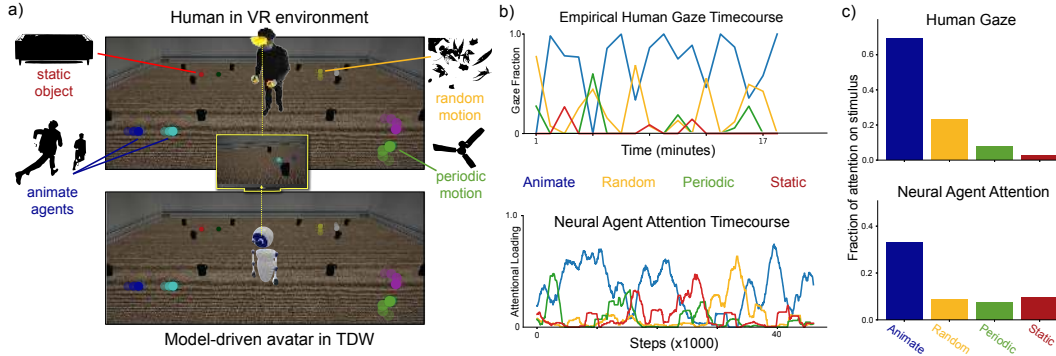 a)
Human in VR environment
static
object
random
motion
animate
agents
periodic
motion
Model-driven avatar in TDW
b)
Empirical Human Gaze Timecourse
Gaze Fraction
1.0
0
1
17
Time (minutes)
Animate
Random
Periodic
Static
Neural Agent Attention Timecourse
Attentional Loading
1.0
0
0
40
Steps (x1000)
c)
Fraction of attention on stimulus
Human Gaze
0.6
0.4
0.2
0.0
Neural Agent Attention
0.6
0.4
0.2
0.0
Animate
Random
Periodic
Static